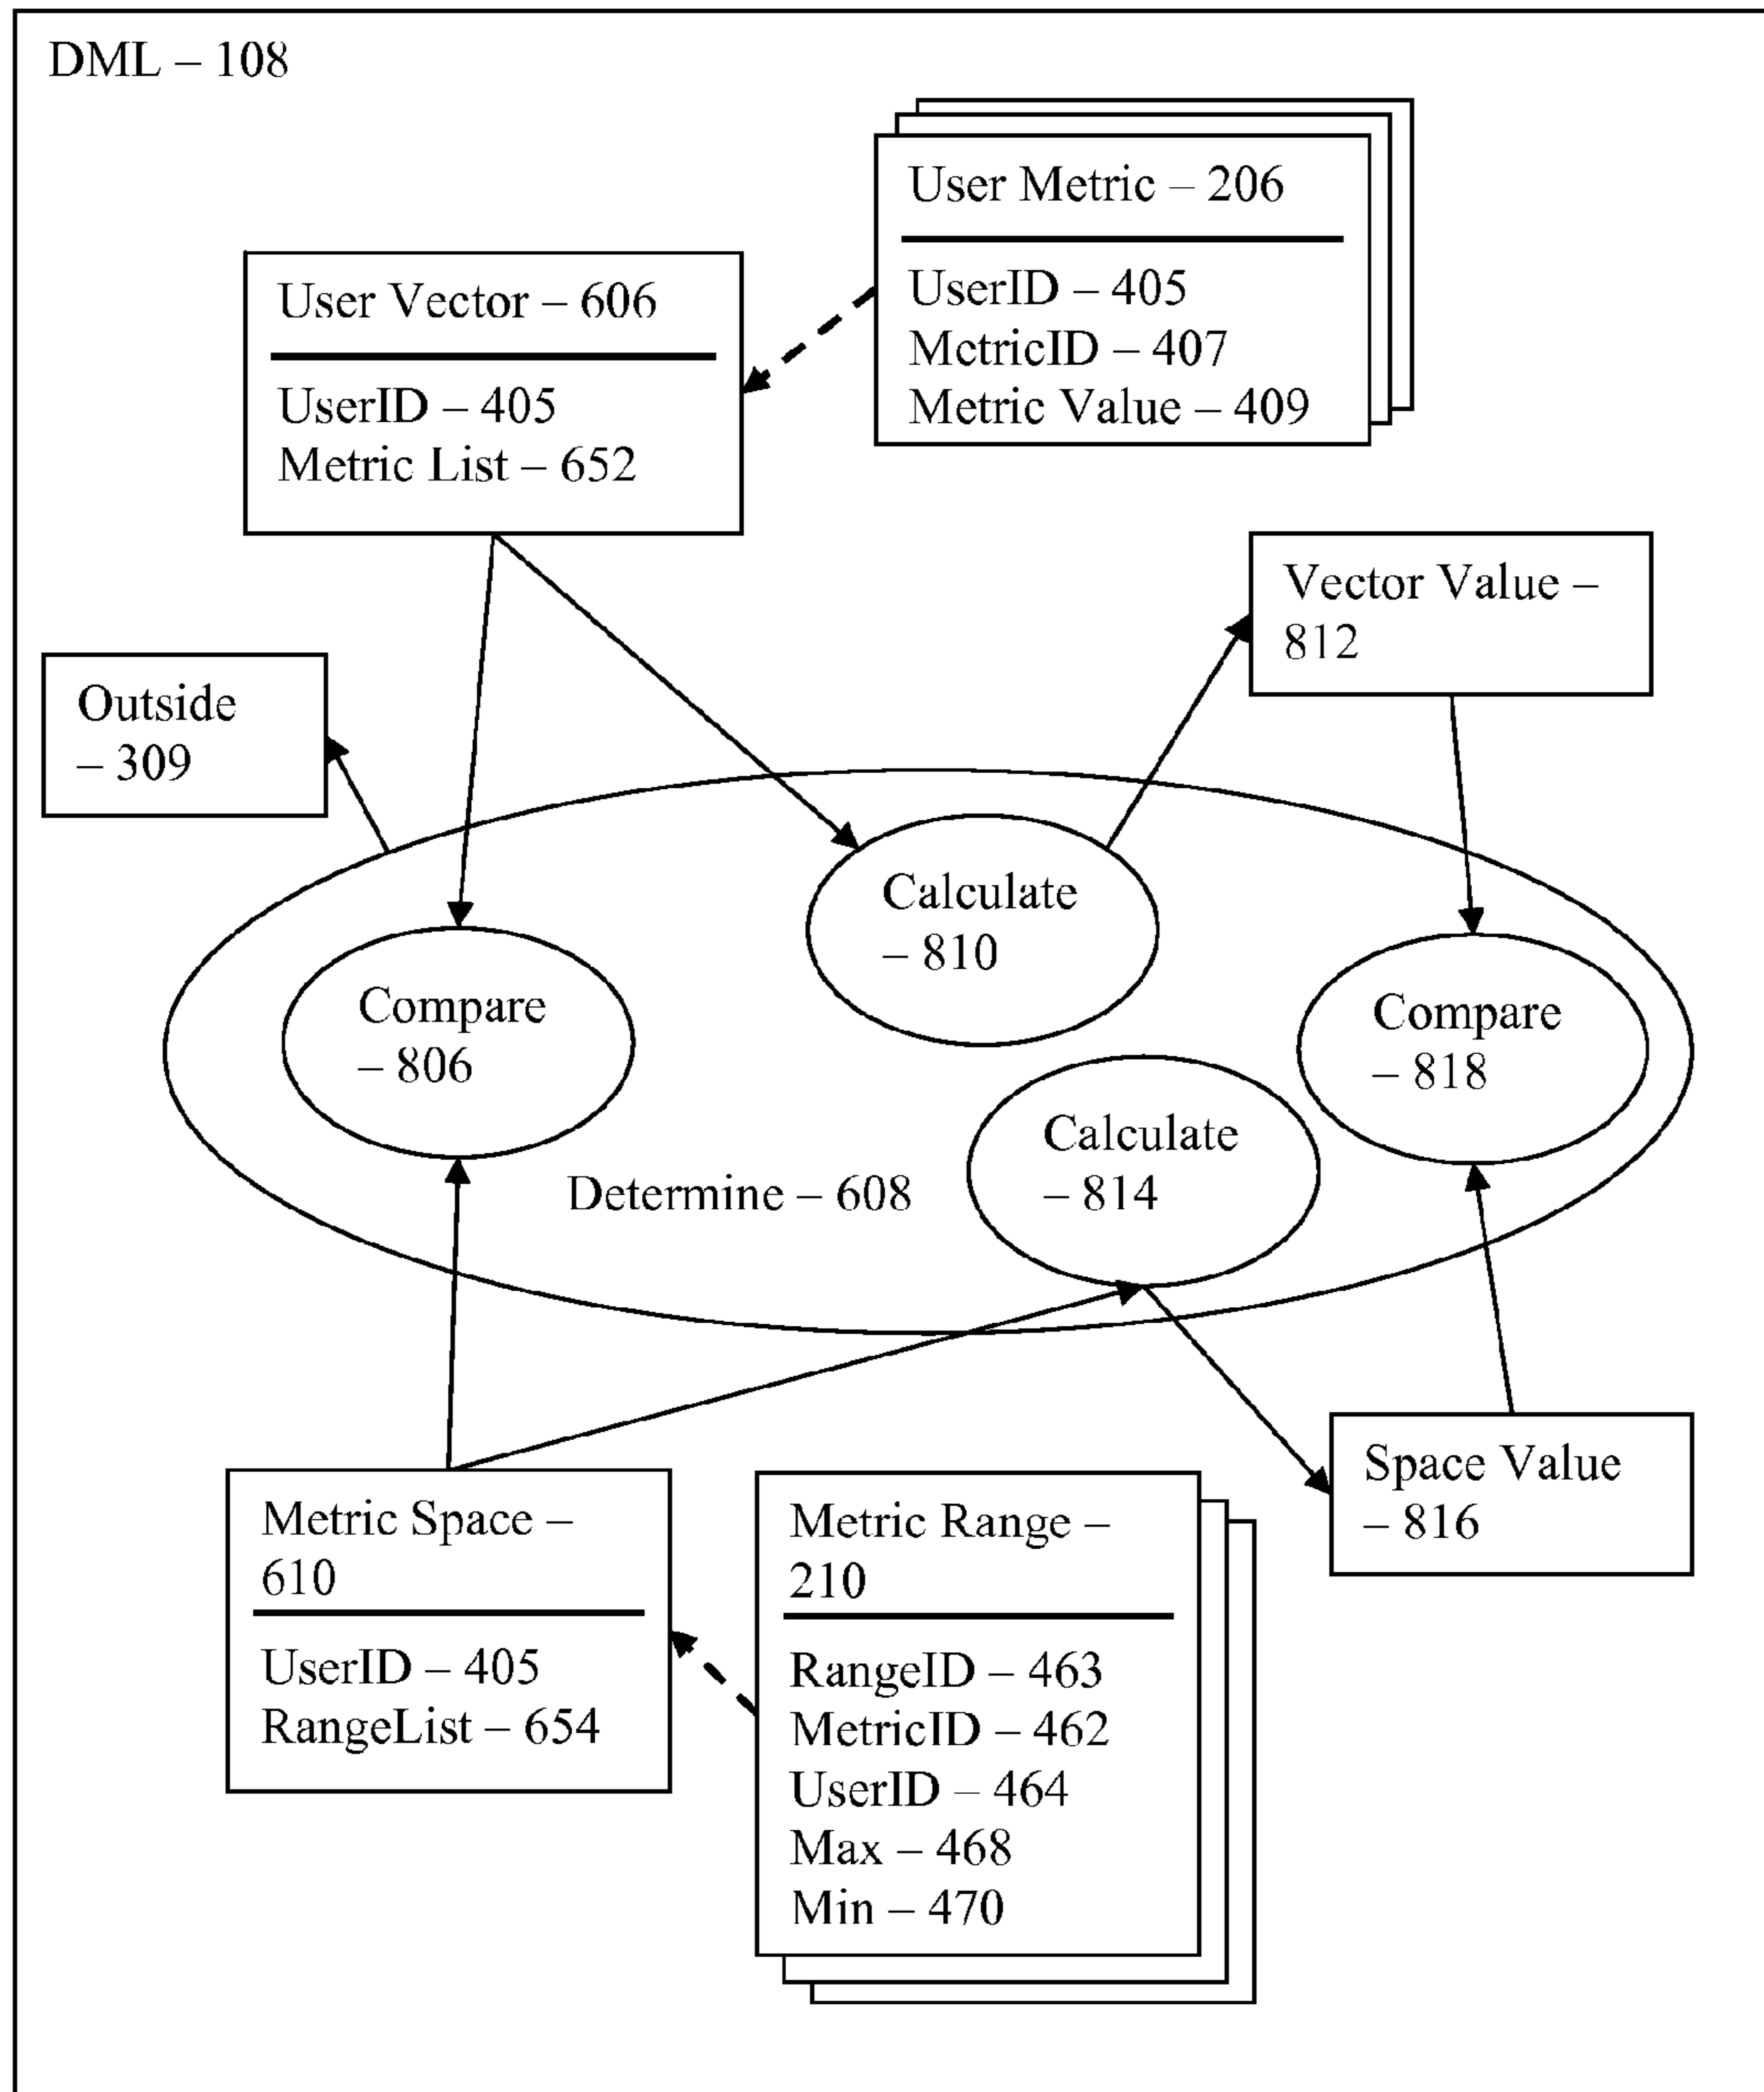 DML – 108
User Metric – 206
UserID – 405
MctricID – 407
Metric Value – 409
User Vector – 606
UserID – 405
Metric List – 652
Vector Value –
812
Outside
– 309
Calculate
– 810
Compare
– 806
Compare
– 818
Calculate
– 814
Determine – 608
Space Value
– 816
Metric Space –
610
UserID – 405
RangeList – 654
Metric Range –
210
RangeID – 463
MetricID – 462
UserID – 464
Max – 468
Min – 470